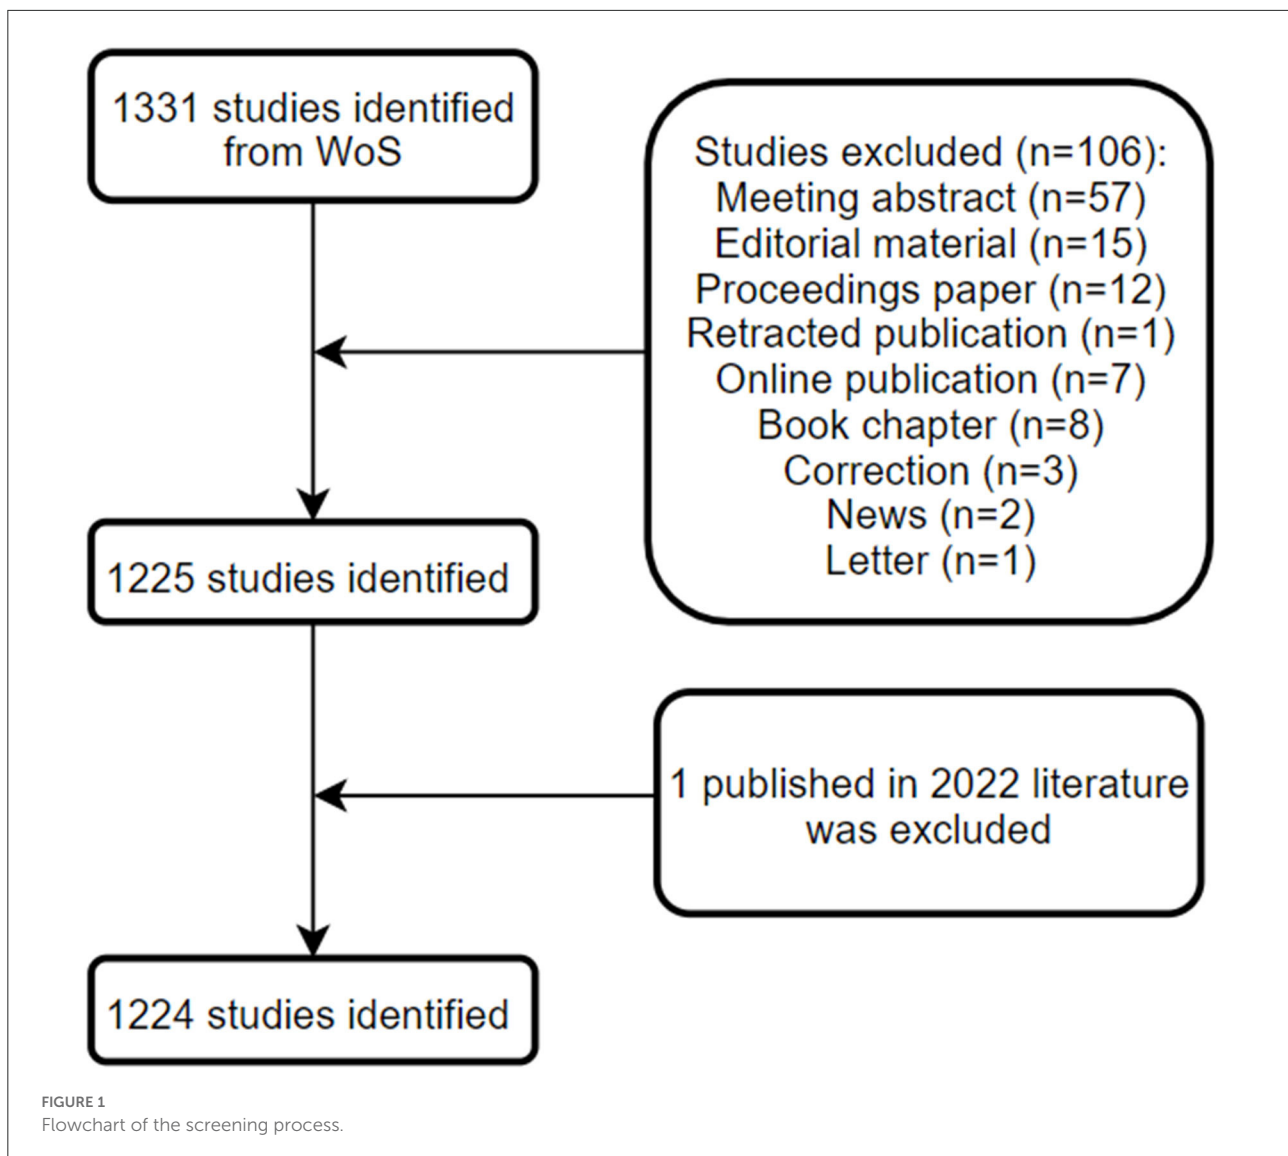 1331 studies identified
from WoS
Studies excluded (n=106):
Meeting abstract (n=57)
Editorial material (n=15)
Proceedings paper (n=12)
Retracted publication (n=1)
Online publication (n=7)
Book chapter (n=8)
Correction (n=3)
News (n=2)
Letter (n=1)
1225 studies identified
1 published in 2022 literature
was excluded
1224 studies identified
FIGURE 1
Flowchart of the screening process.